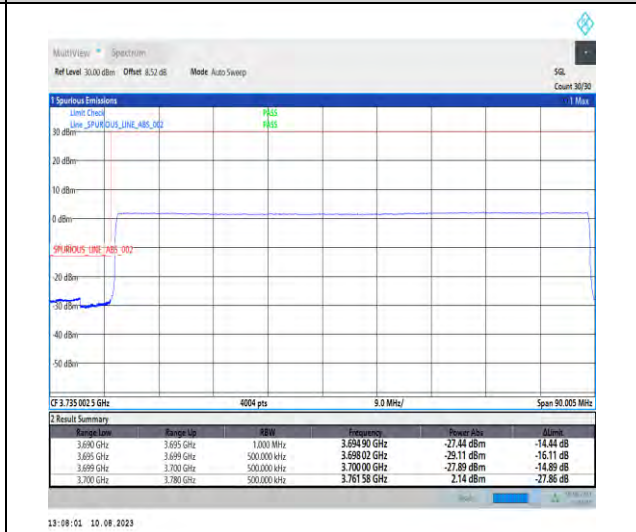 MultiView Spectrum
Ref Level 30.00 dBm Offset 8.52 dB Mode Auto Sweep SGL
Count 30/30
1 Spurious Emissions 1 Max
Limit Check PASS
Line _SPURIOUS_LINE_ABS_002 PASS
30 dBm
20 dBm
10 dBm
0 dBm
_SPURIOUS_LINE_ABS_002
-20 dBm
-30 dBm
-40 dBm
-50 dBm
CF 3.735 002 5 GHz 4004 pts 9.0 MHz/ Span 90.005 MHz
2 Result Summary
Range Low Range Up RBW Frequency Power Abs ΔLimit
3.690 GHz 3.695 GHz 1.000 MHz 3.694 90 GHz -27.44 dBm -14.44 dB
3.695 GHz 3.699 GHz 500.000 kHz 3.698 02 GHz -29.11 dBm -16.11 dB
3.699 GHz 3.700 GHz 500.000 kHz 3.700 00 GHz -27.89 dBm -14.89 dB
3.700 GHz 3.780 GHz 500.000 kHz 3.761 58 GHz 2.14 dBm -27.86 dB
13:08:01 10.08.2023